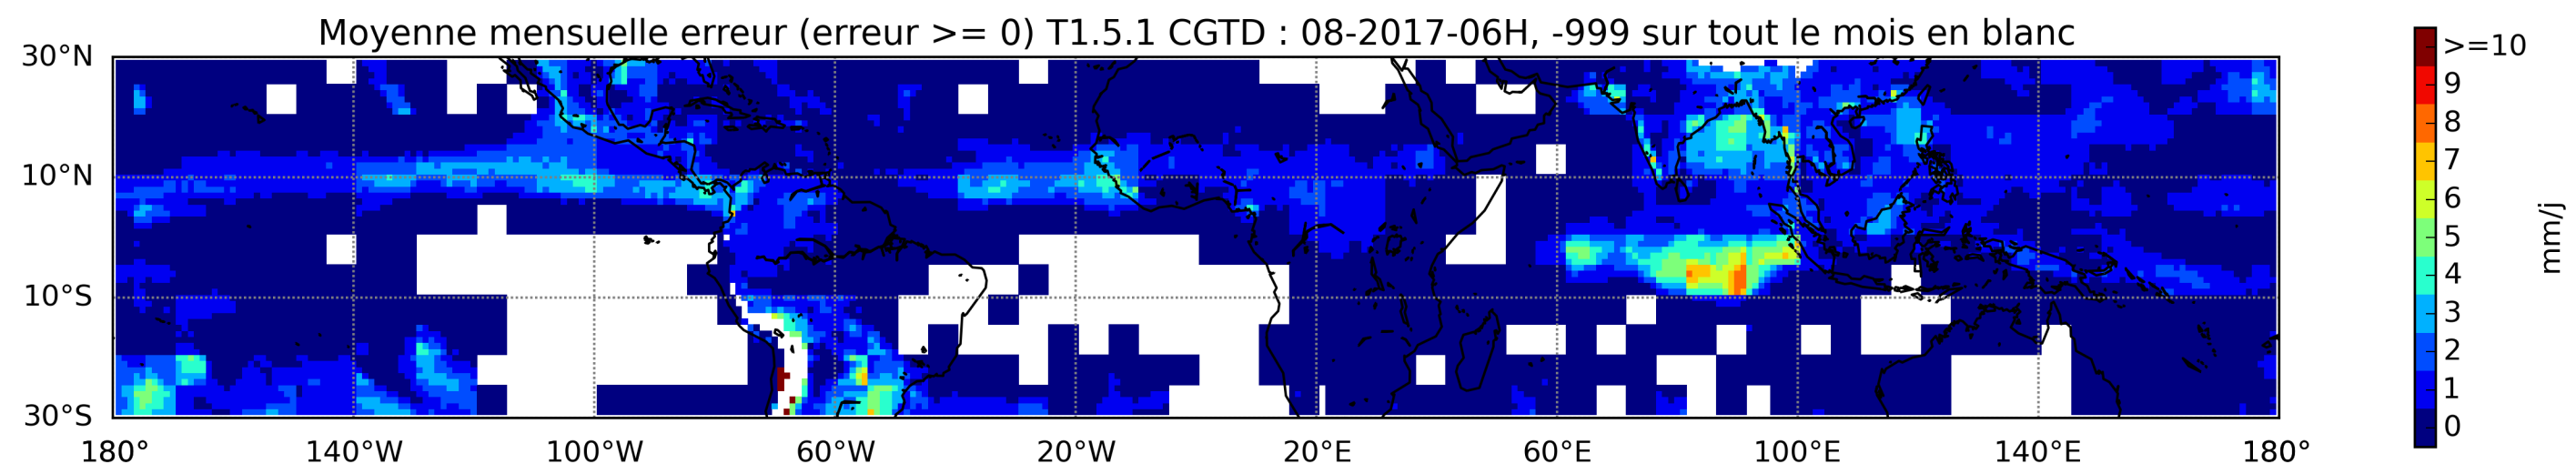 Moyenne mensuelle erreur (erreur >= 0) T1.5.1 CGTD : 08-2017-06H, -999 sur tout le mois en blanc
30°N
10°N
10°S
30°S
180° 140°W 100°W 60°W 20°W 20°E 60°E 100°E 140°E 180°
>=10
9
8
7
6
5
4
3
2
1
0
mm/j